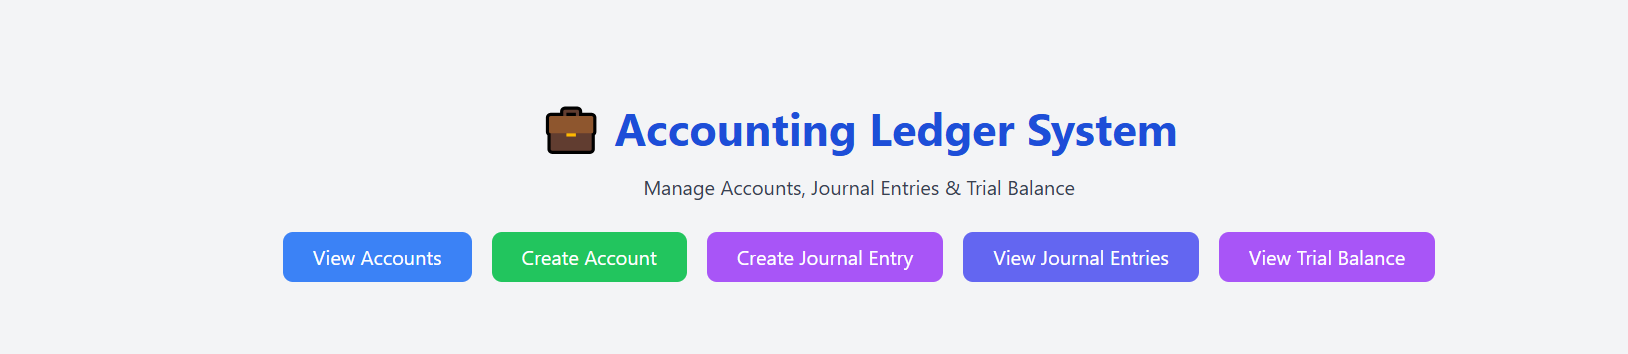 Accounting Ledger System
Manage Accounts, Journal Entries & Trial Balance
View Accounts
Create Account
Create Journal Entry
View Journal Entries
View Trial Balance